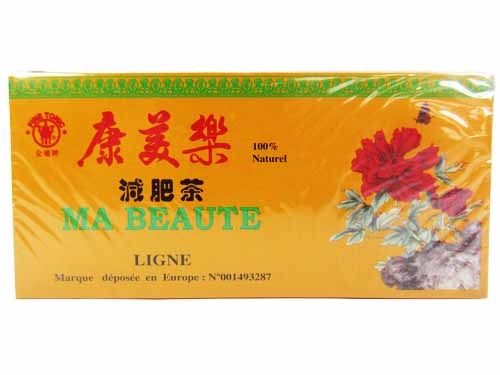 康美樂
100%
Naturel
減肥茶
MA BEAUTE
LIGNE
Marque déposée en Europe : N°001493287